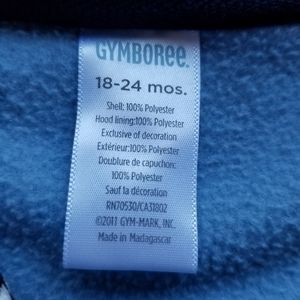 GYMBOREE.
18-24 mos.
Shell: 100% Polyester
Hood lining:100% Polyester
Exclusive of decoration
Extérieur:100% Polyester
Doublure de capuchon:
100% Polyester
Sauf la décoration
RN70530/CA31802
©2011 GYM-MARK, INC.
Made in Madagascar